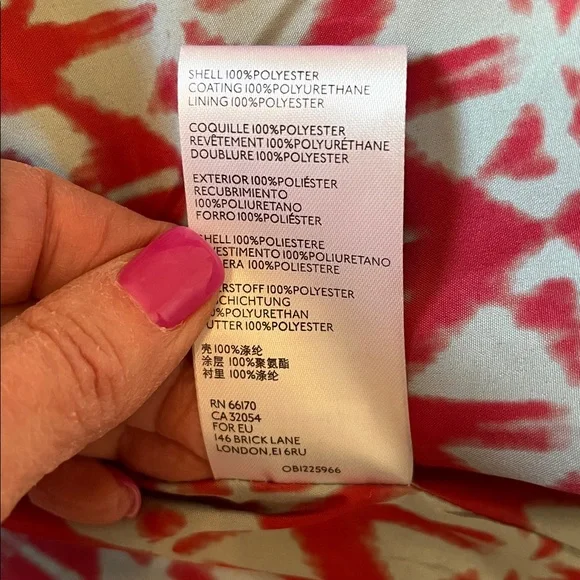 SHELL 100%POLYESTER
COATING 100%POLYURETHANE
LINING 100%POLYESTER
COQUILLE 100%POLYESTER
REVÊTEMENT 100%POLYURÉTHANE
DOUBLURE 100%POLYESTER
EXTERIOR 100%POLIÉSTER
RECUBRIMIENTO
100%POLIURETANO
FORRO 100%POLIÉSTER
SHELL 100%POLIESTERE
100%POLIURETANO
100%POLIESTERE
100%POLYESTER
100%POLYESTER
壳 100%涤纶
涂层 100%聚氨酯
衬里 100%涤纶
RN 66170
CA 32054
FOR EU
146 BRICK LANE
LONDON,E1 6RU
OB1225966